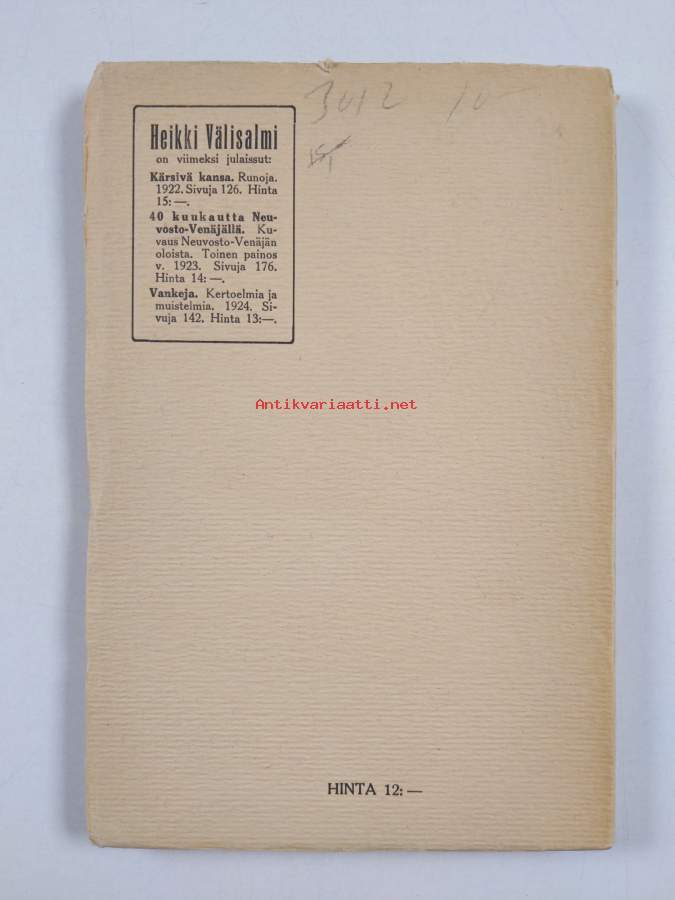 3012 10-
Heikki Välisalmi
on viimeksi julaissut:
Kärsivä kansa. Runoja.
1922. Sivuja 126. Hinta
15: —.
40 kuukautta Neu-
vosto-Venäjällä. Ku-
vaus Neuvosto-Venäjän
oloista. Toinen painos
v. 1923. Sivuja 176.
Hinta 14: —.
Vankeja. Kertoelmia ja
muistelmia. 1924. Si-
vuja 142. Hinta 13:—.
Antikvariaatti.net
HINTA 12: —